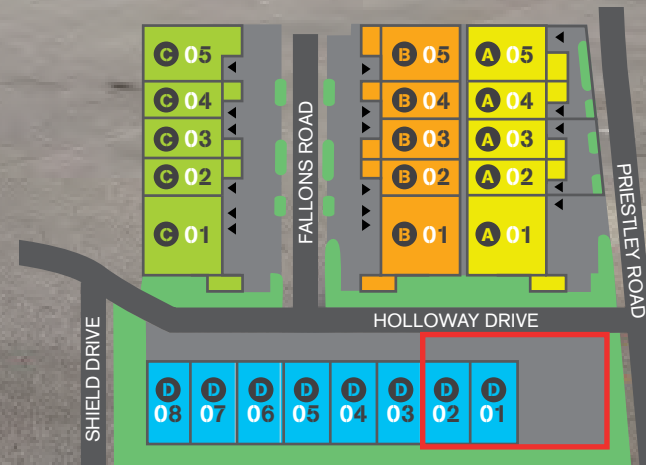 C 05
C 04
C 03
C 02
C 01
FALLONS ROAD
B 05
B 04
B 03
B 02
B 01
A 05
A 04
A 03
A 02
A 01
PRIESTLEY ROAD
HOLLOWAY DRIVE
SHIELD DRIVE
D 08
D 07
D 06
D 05
D 04
D 03
D 02
D 01